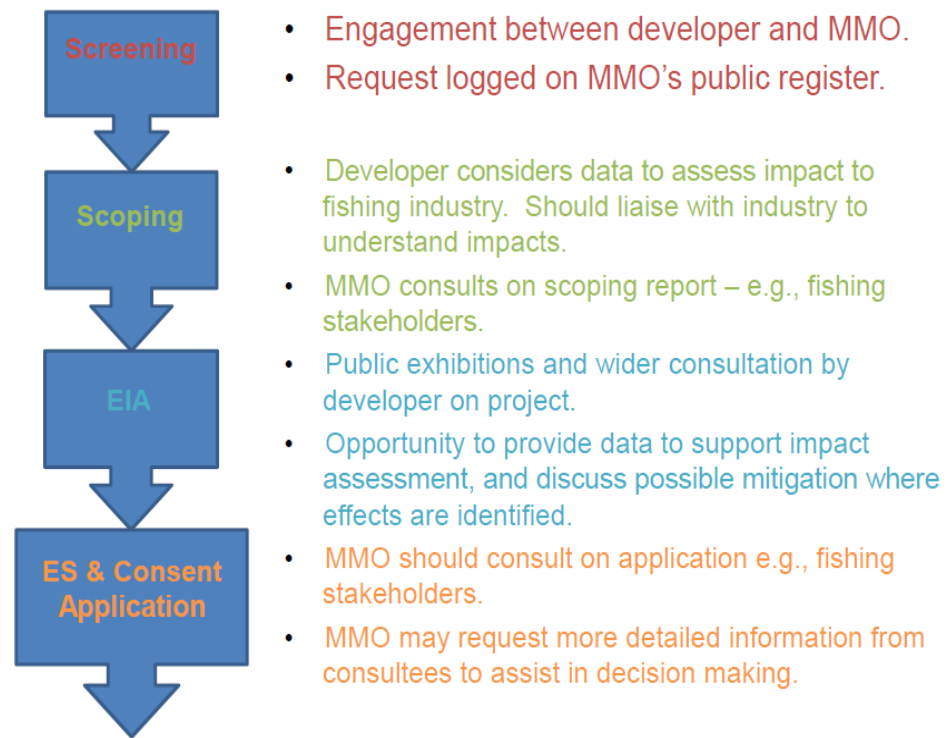 Screening
• Engagement between developer and MMO.
• Request logged on MMO’s public register.
Scoping
• Developer considers data to assess impact to
fishing industry.  Should liaise with industry to
understand impacts.
• MMO consults on scoping report – e.g., fishing
stakeholders.
EIA
• Public exhibitions and wider consultation by
developer on project.
• Opportunity to provide data to support impact
assessment, and discuss possible mitigation where
effects are identified.
ES & Consent
Application
• MMO should consult on application e.g., fishing
stakeholders.
• MMO may request more detailed information from
consultees to assist in decision making.